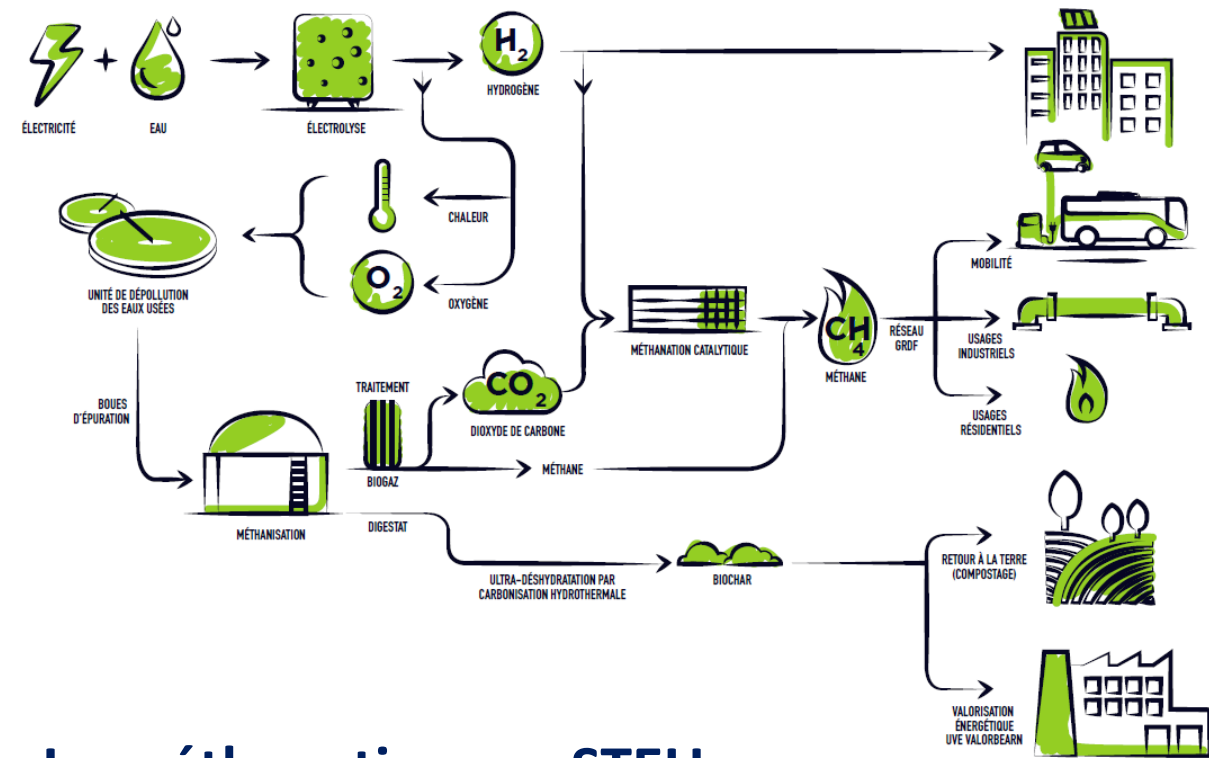 ÉLECTRICITÉ
+
EAU
ÉLECTROLYSE
H2
HYDROGÈNE
CHALEUR
O2
OXYGÈNE
UNITÉ DE DÉPOLLUTION
DES EAUX USÉES
MOBILITÉ
MÉTHANATION CATALYTIQUE
CH4
MÉTHANE
RÉSEAU
GRDF
USAGES
INDUSTRIELS
USAGES
RÉSIDENTIELS
BOUES
D'ÉPURATION
TRAITEMENT
BIOGAZ
CO2
DIOXYDE DE CARBONE
MÉTHANE
MÉTHANISATION
DIGESTAT
ULTRA-DÉSHYDRATATION PAR
CARBONISATION HYDROTHERMALE
BIOCHAR
RETOUR À LA TERRE
(COMPOSTAGE)
VALORISATION
ÉNERGÉTIQUE
UVE VALORBEARN